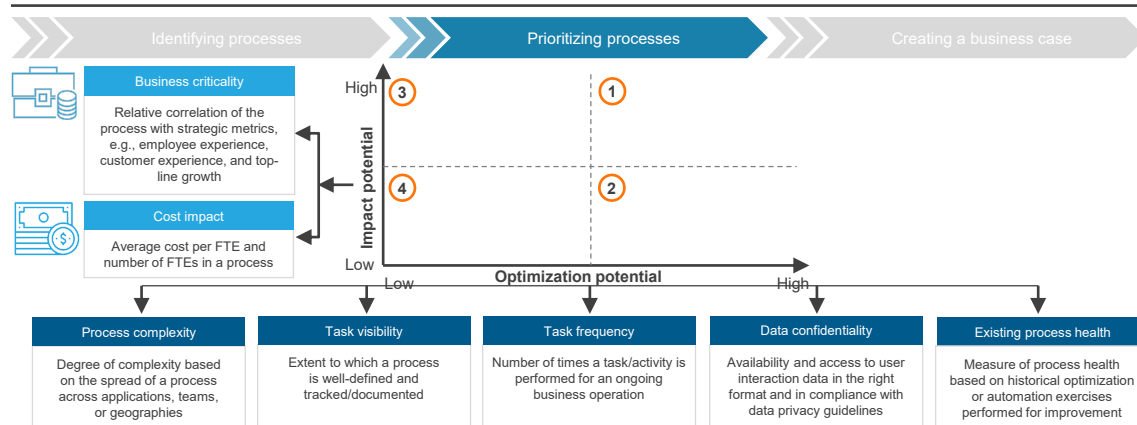 Identifying processes
Prioritizing processes
Creating a business case
Business criticality
Relative correlation of the
process with strategic metrics,
e.g., employee experience,
customer experience, and top-
line growth
Cost impact
Average cost per FTE and
number of FTEs in a process
Impact potential
High
Low
3
1
4
2
Low
Optimization potential
High
Process complexity
Degree of complexity based
on the spread of a process
across applications, teams,
or geographies
Task visibility
Extent to which a process
is well-defined and
tracked/documented
Task frequency
Number of times a task/activity is
performed for an ongoing
business operation
Data confidentiality
Availability and access to user
interaction data in the right
format and in compliance with
data privacy guidelines
Existing process health
Measure of process health
based on historical optimization
or automation exercises
performed for improvement